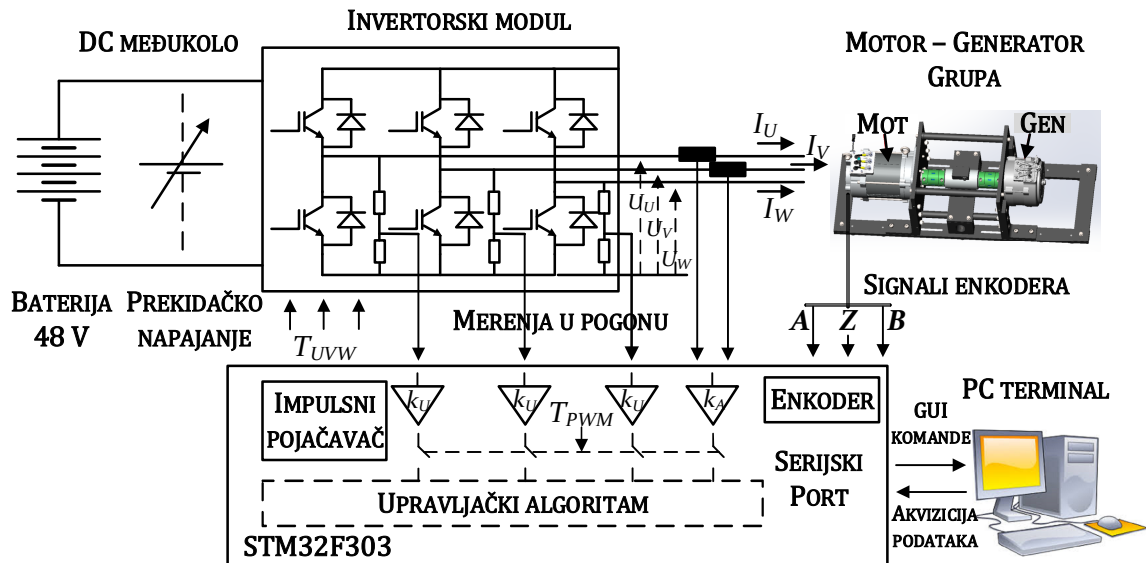 INVERTORSKI MODUL
DC MEĐUKOLO
MOTOR – GENERATOR
GRUPA
MOT
GEN
I_U
I_V
I_W
U_U
U_V
U_W
BATERIJA
48 V
PREKIDAČKO
NAPAJANJE
T_UVW
MERENJA U POGONU
SIGNALI ENKODERA
A
Z
B
IMPULSNI
POJAČAVAČ
k_U
k_U
k_U
k_A
T_PWM
ENKODER
SERIJSKI
PORT
UPRAVLJAČKI ALGORITAM
STM32F303
PC TERMINAL
GUI
KOMANDE
AKVIZICIJA
PODATAKA